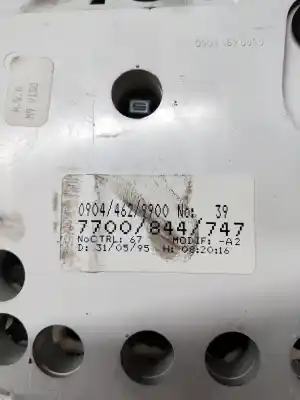 0904/462/9900 No: 39
7700/844/747
NoCTRL: 67 MODIF: -A2
D: 31/05/95 H: 08:20:16